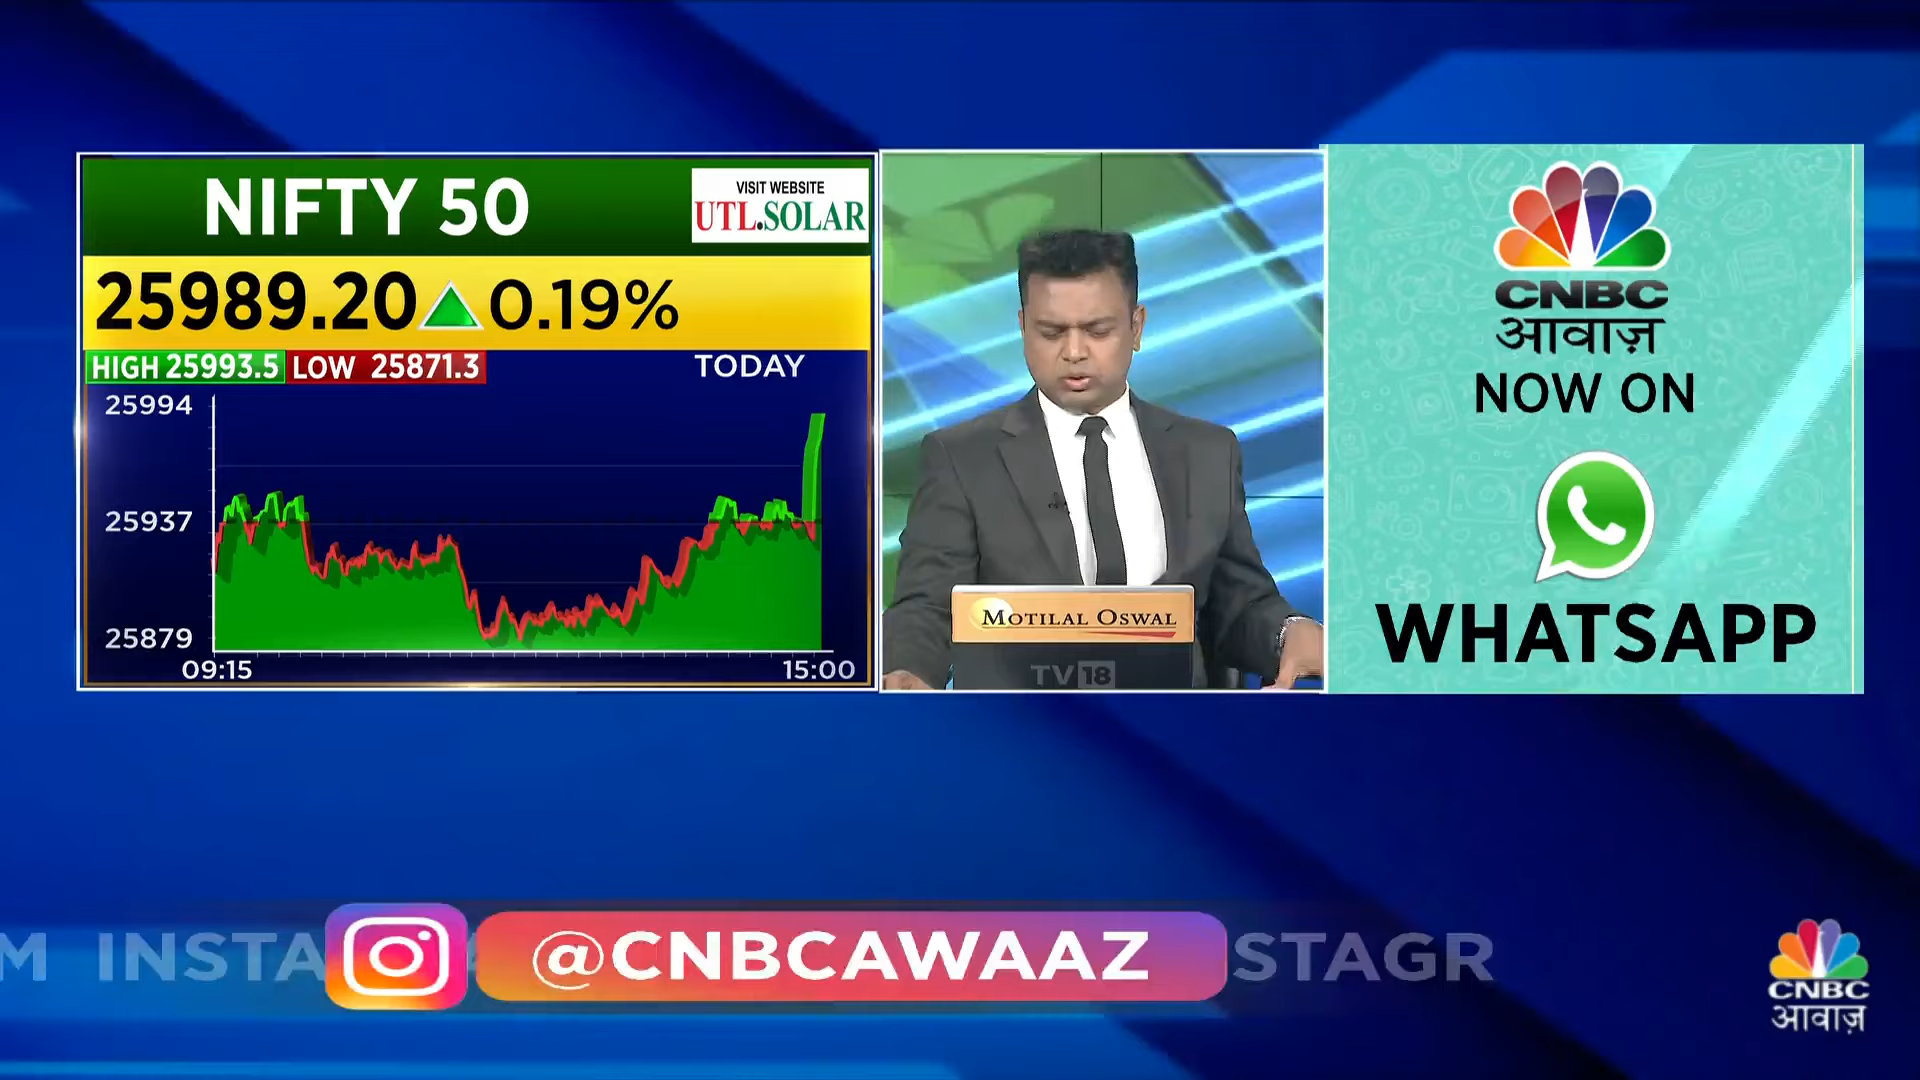 NIFTY 50
VISIT WEBSITE
UTL.SOLAR
25989.20 0.19%
HIGH 25993.5 LOW 25871.3
TODAY
25994
25937
25879
09:15
15:00
MOTILAL OSWAL
TV18
CNBC
आवाज़
NOW ON
WHATSAPP
M INSTA
@CNBCAWAAZ
STAGR
CNBC
आवाज़